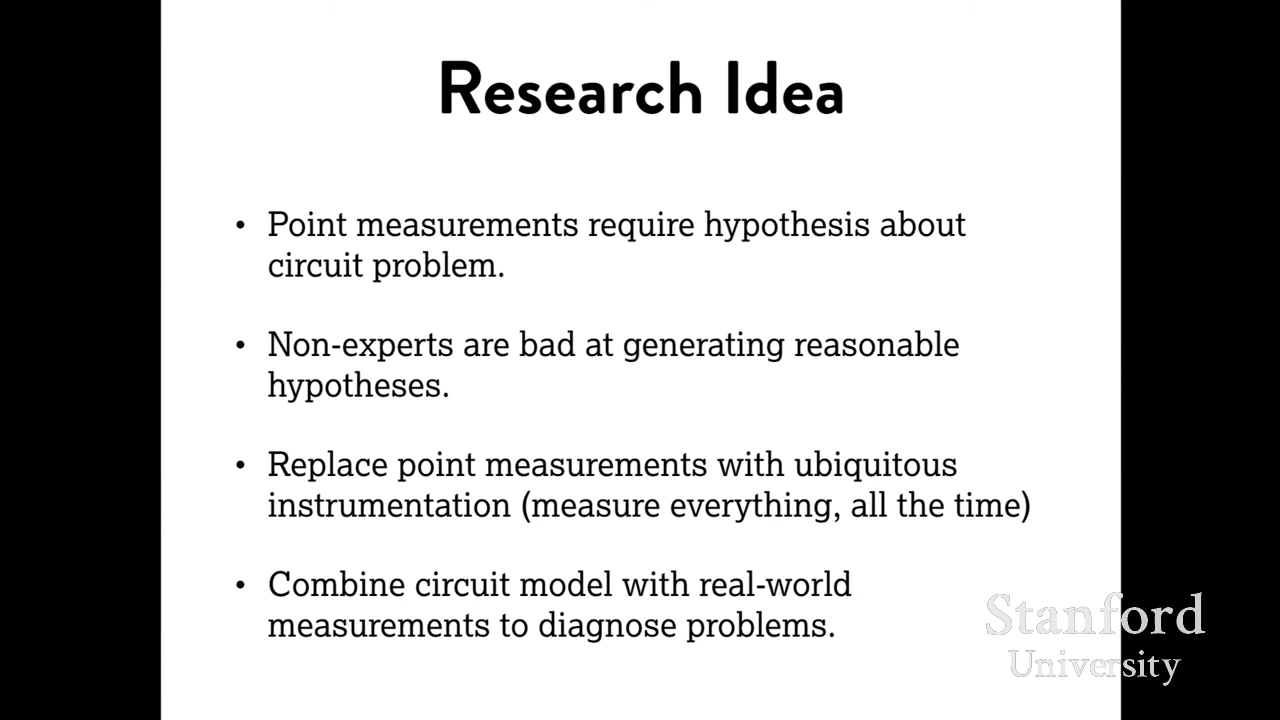 Research Idea
• Point measurements require hypothesis about
circuit problem.
• Non-experts are bad at generating reasonable
hypotheses.
• Replace point measurements with ubiquitous
instrumentation (measure everything, all the time)
• Combine circuit model with real-world
measurements to diagnose problems.
Stanford
University